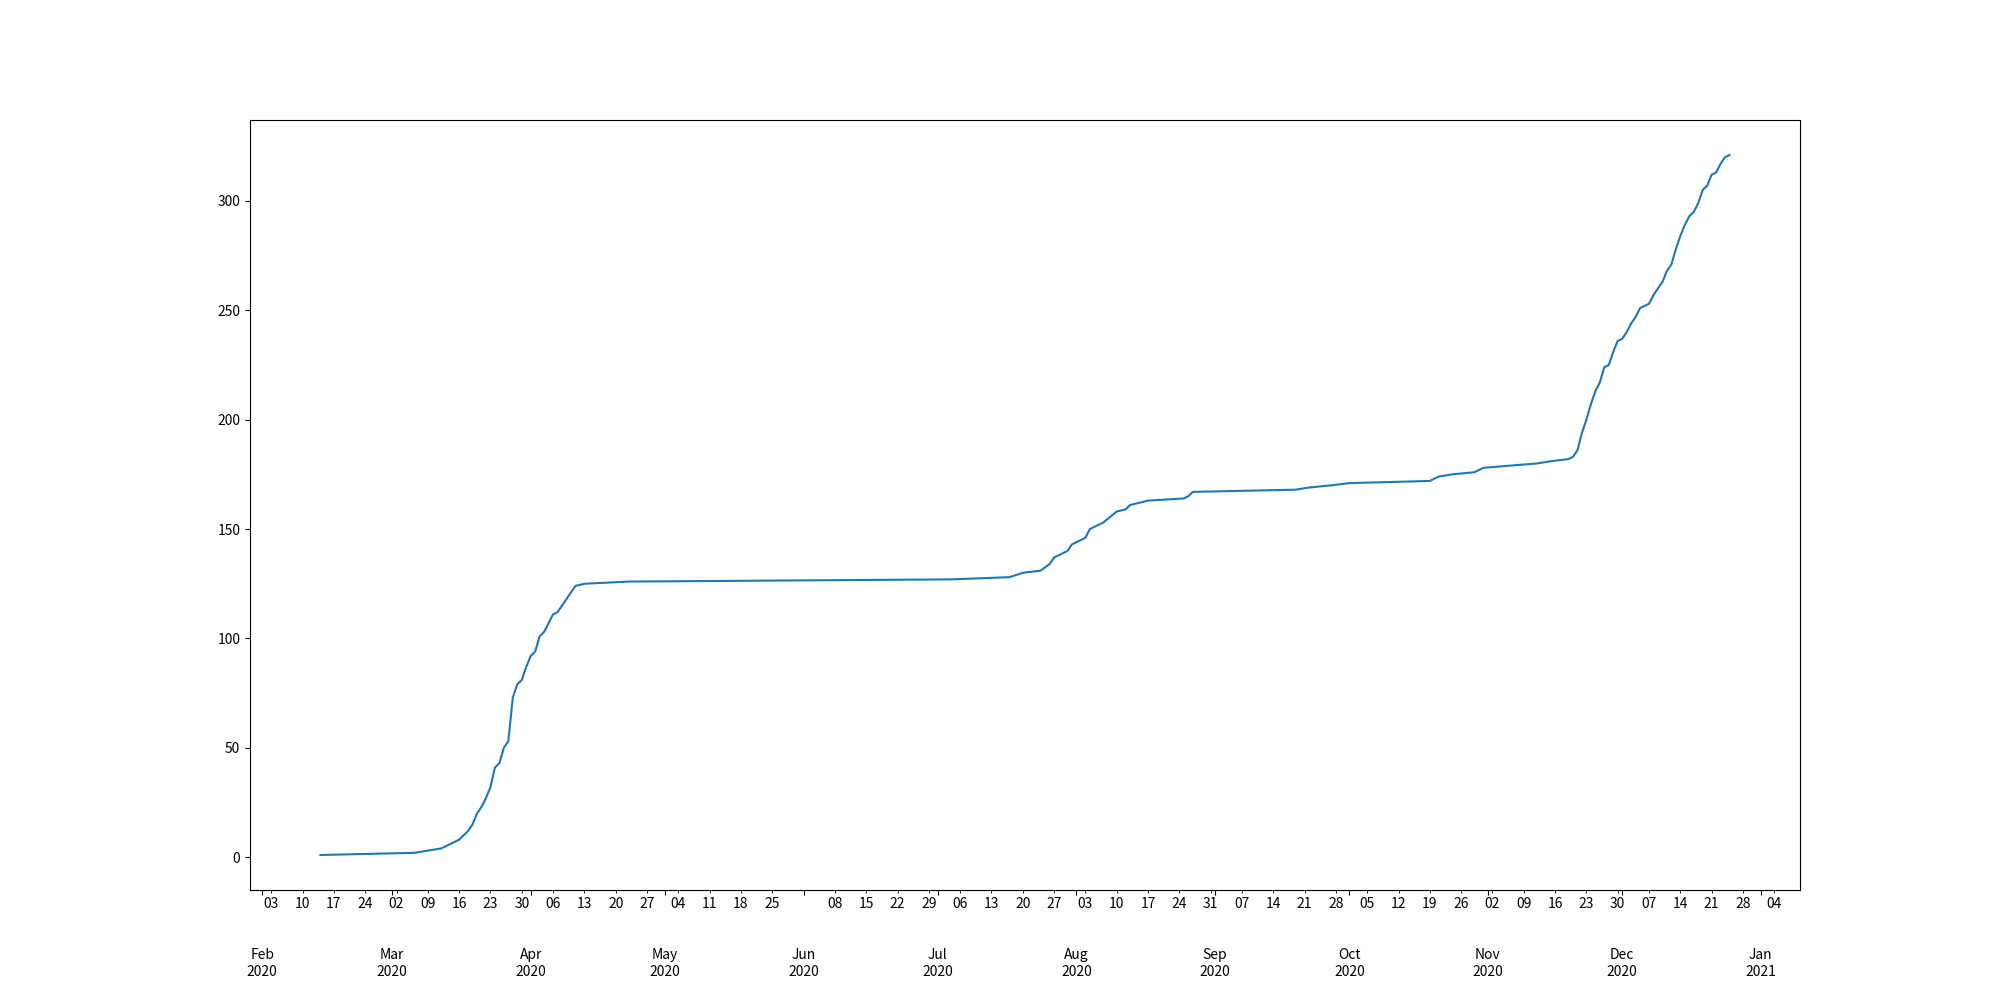 300
250
200
150
100
50
0
03 10 17 24 02 09 16 23 30 06 13 20 27 04 11 18 25 08 15 22 29 06 13 20 27 03 10 17 24 31 07 14 21 28 05 12 19 26 02 09 16 23 30 07 14 21 28 04
Feb Mar Apr May Jun Jul Aug Sep Oct Nov Dec Jan
2020 2020 2020 2020 2020 2020 2020 2020 2020 2020 2020 2021